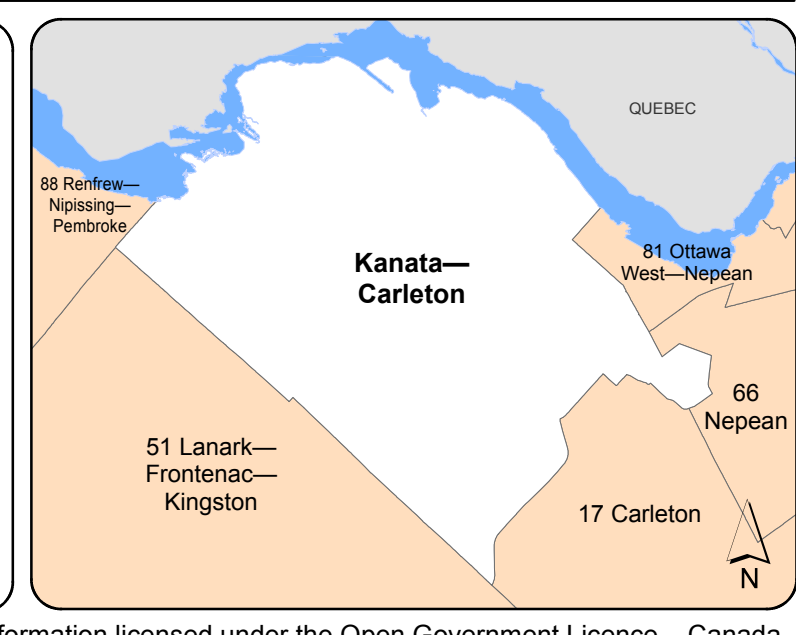 QUEBEC
88 Renfrew—
Nipissing—
Pembroke
Kanata—
Carleton
81 Ottawa
West—Nepean
66
Nepean
51 Lanark—
Frontenac—
Kingston
17 Carleton
N
formation licensed under the Open Government Licence – Canada